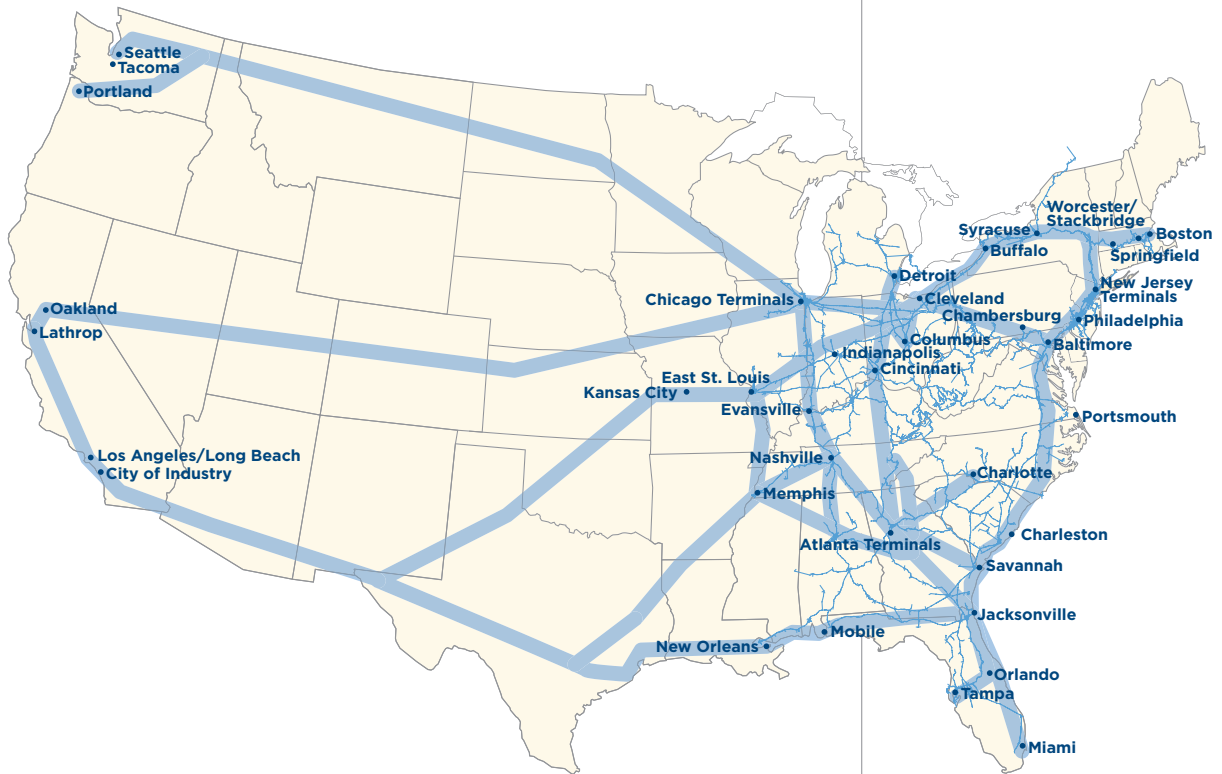 Seattle
Tacoma
Portland
Worcester/
Stackbridge
Syracuse
Boston
Buffalo
Springfield
Detroit
New Jersey
Terminals
Chicago Terminals
Cleveland
Oakland
Chambersburg
Philadelphia
Lathrop
Columbus
Baltimore
Indianapolis
Cincinnati
East St. Louis
Kansas City
Evansville
Portsmouth
Los Angeles/Long Beach
Nashville
City of Industry
Charlotte
Memphis
Charleston
Atlanta Terminals
Savannah
Jacksonville
Mobile
New Orleans
Orlando
Tampa
Miami